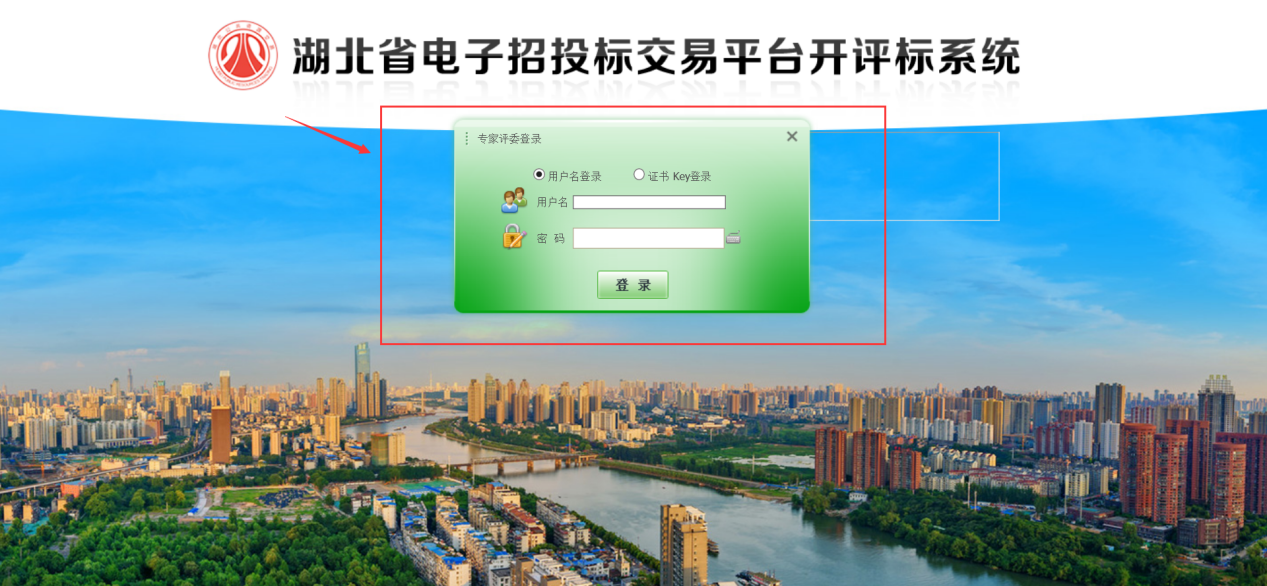 湖北省电子招投标交易平台开评标系统
专家评委登录
用户名登录 证书 Key登录
用户名
密 码
登 录